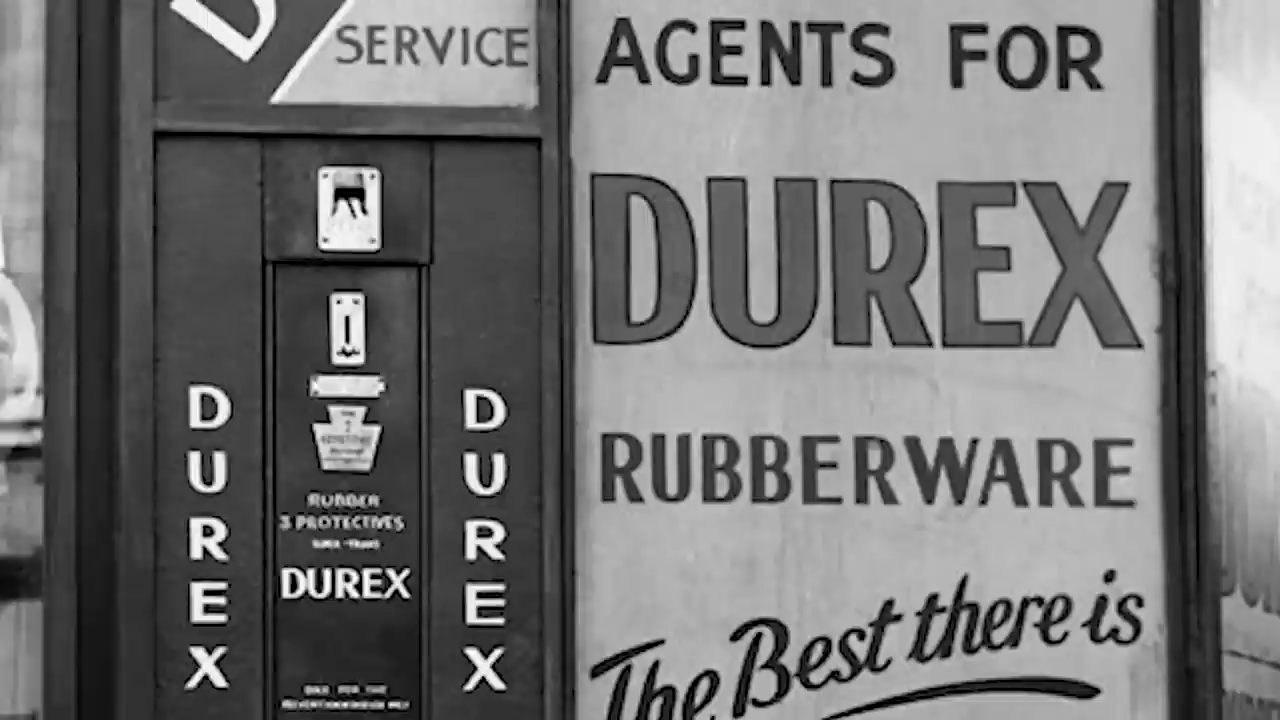 D
SERVICE
DUREX
RUBBER
3 PROTECTIVES
DUREX
DUREX
AGENTS FOR
DUREX
RUBBERWARE
The Best there is